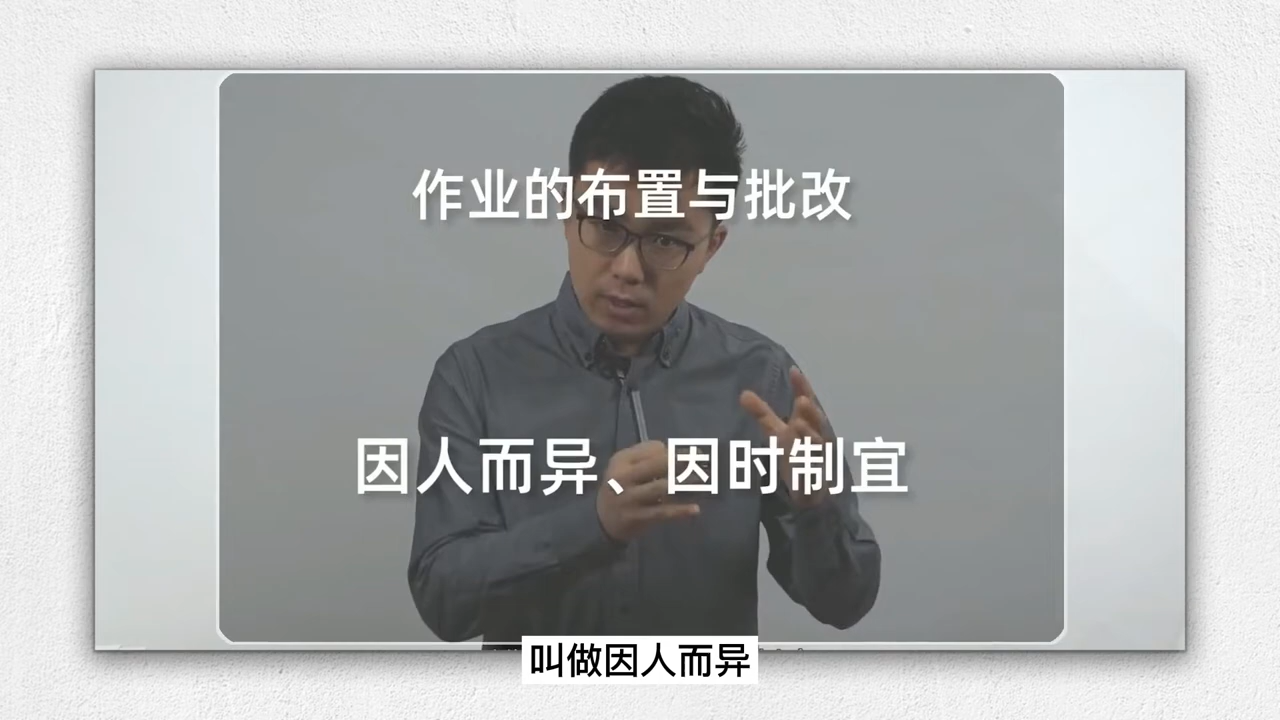 作业的布置与批改
因人而异、因时制宜
叫做因人而异